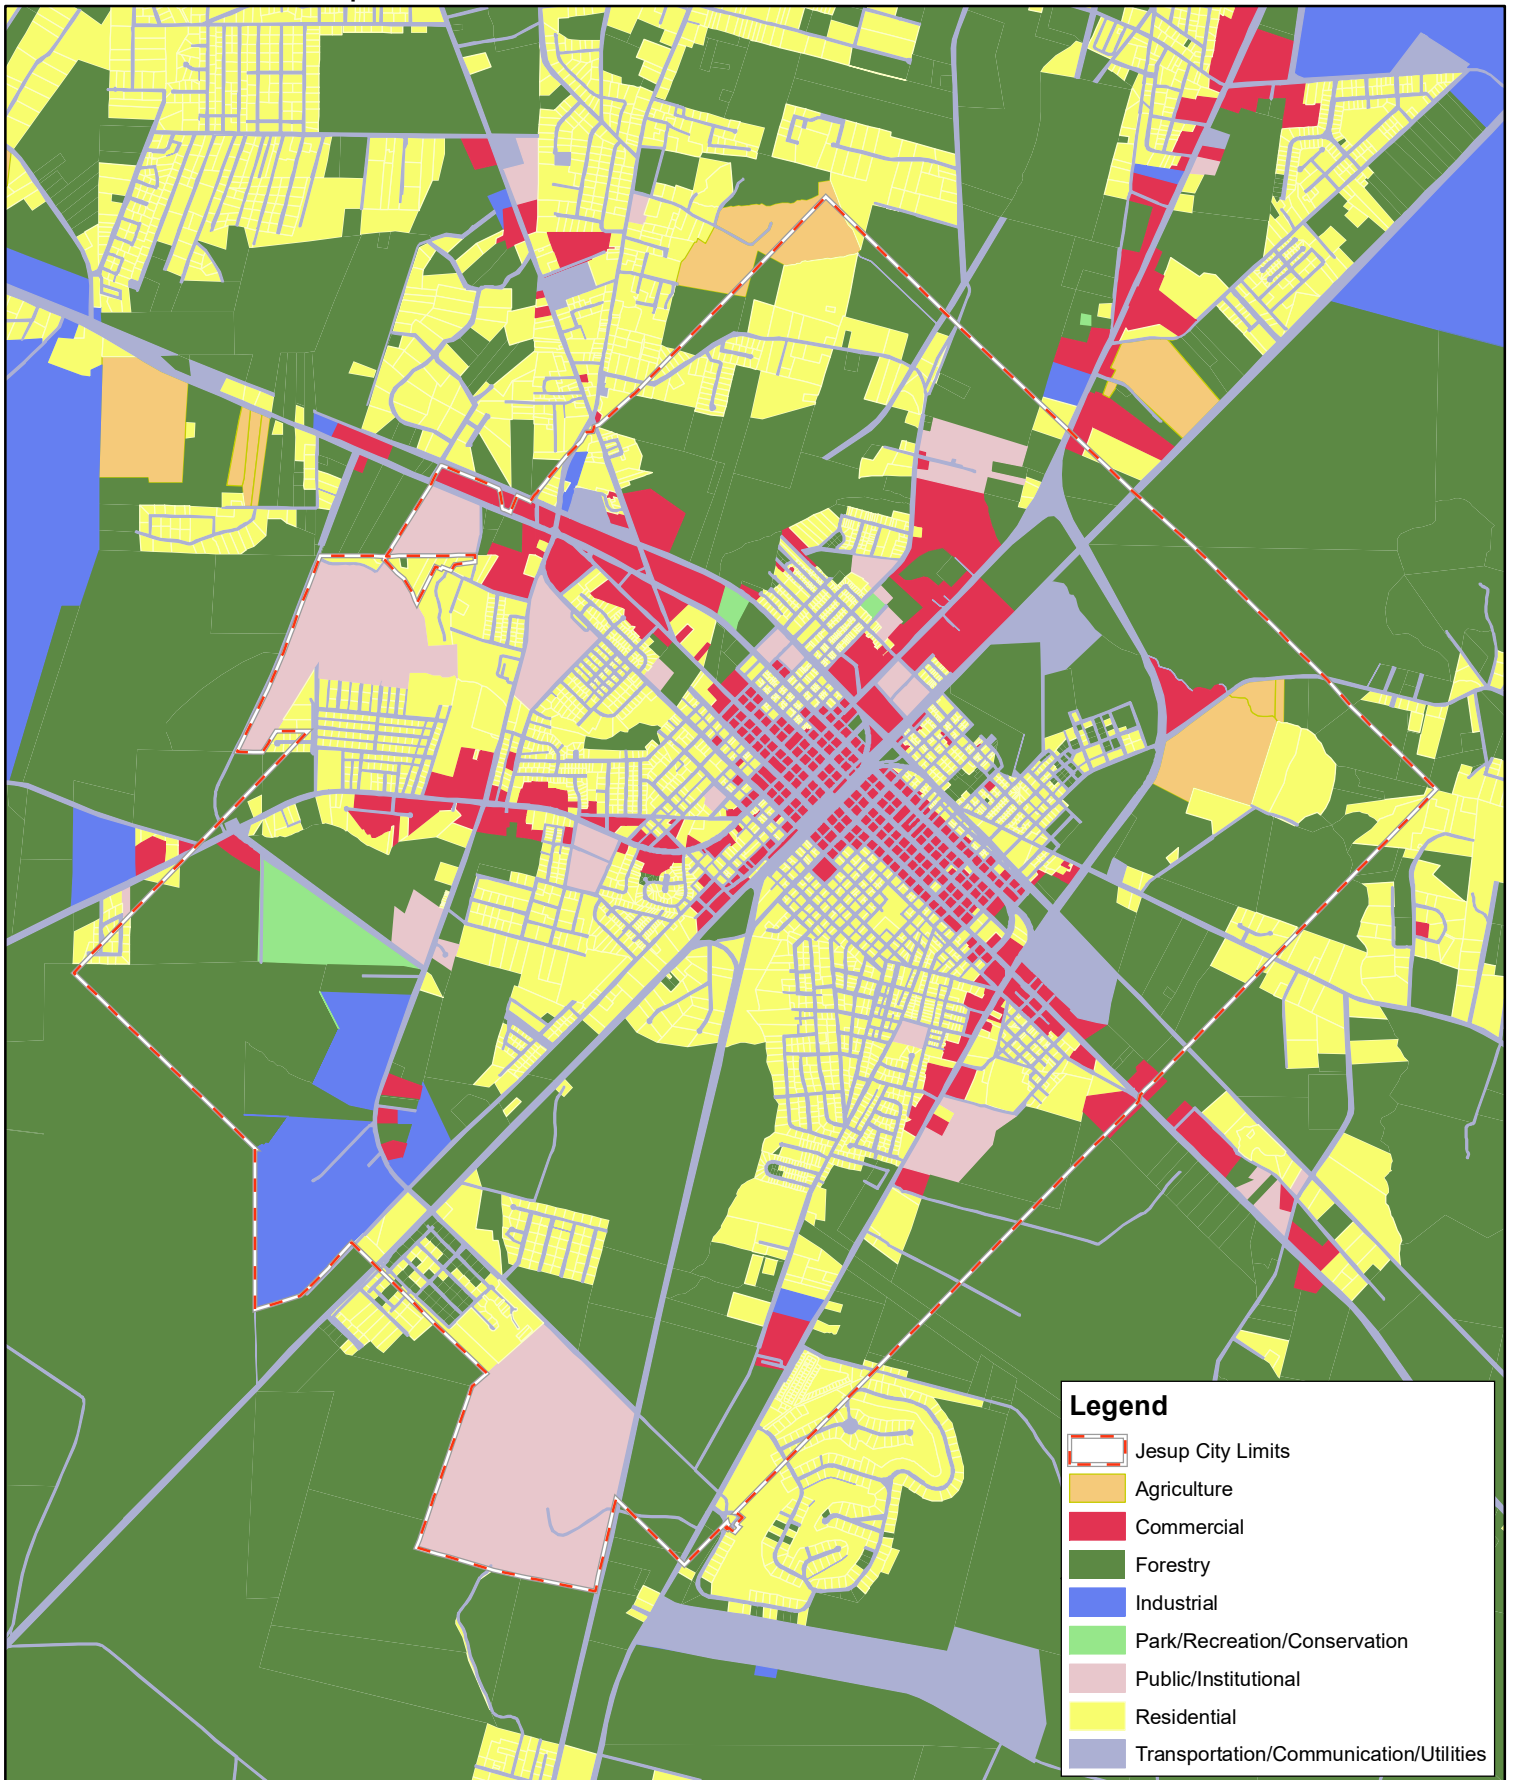 Legend
Jesup City Limits
Agriculture
Commercial
Forestry
Industrial
Park/Recreation/Conservation
Public/Institutional
Residential
Transportation/Communication/Utilities